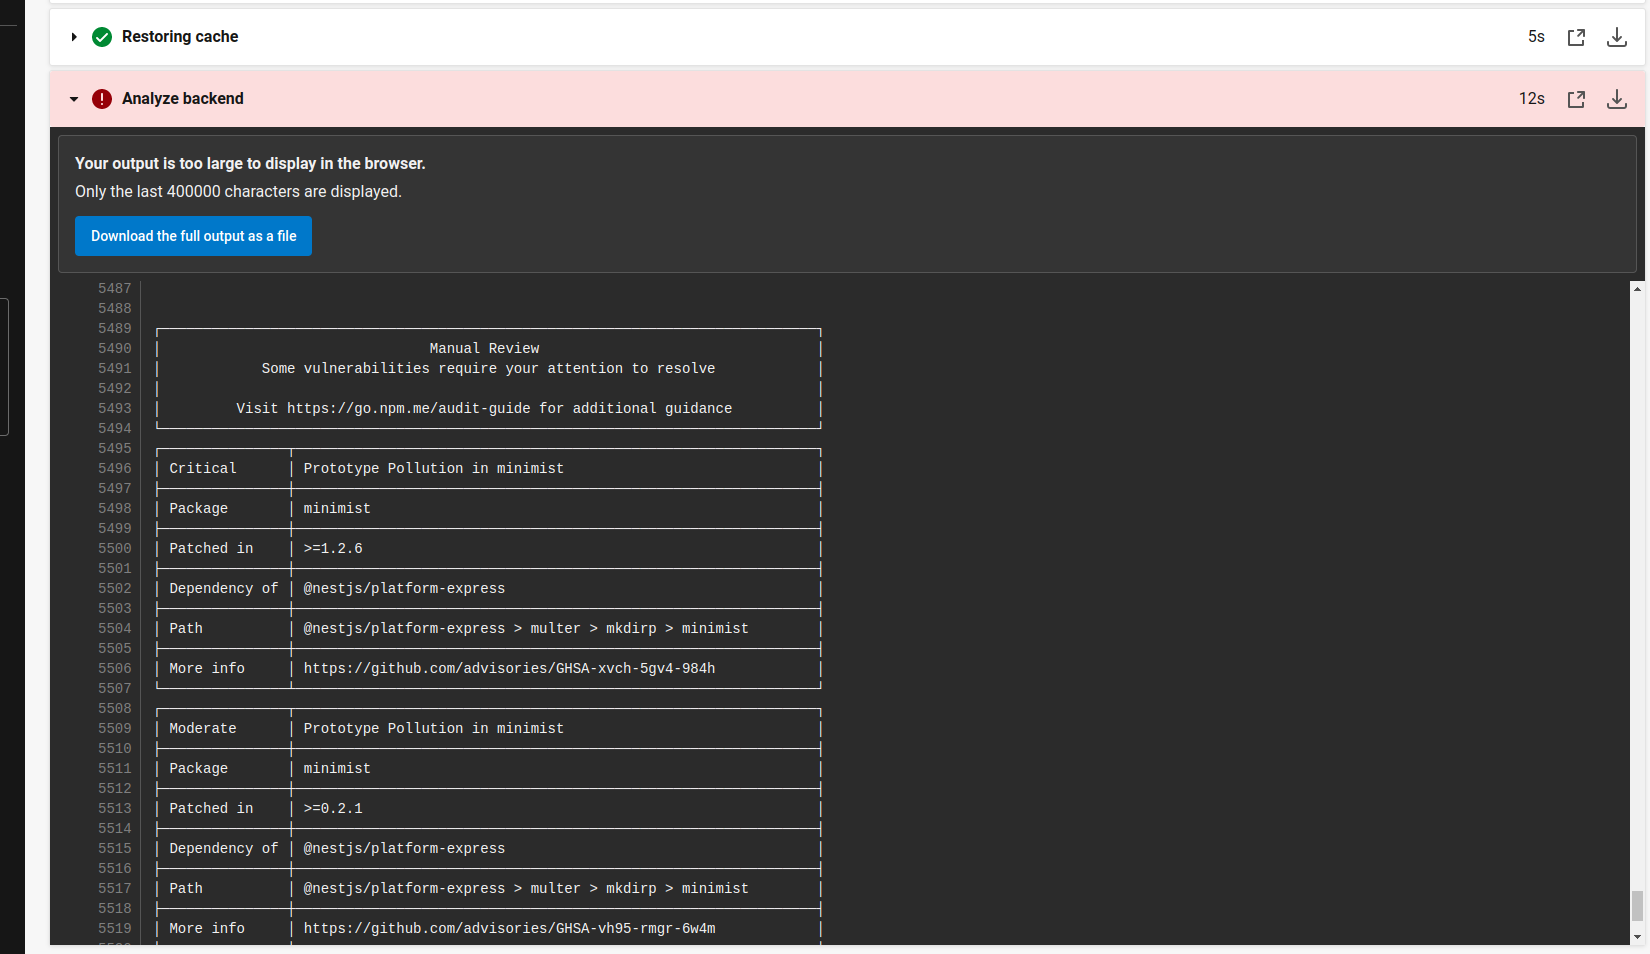 Restoring cache 5s
Analyze backend 12s
Your output is too large to display in the browser.
Only the last 400000 characters are displayed.
Download the full output as a file
5487
5488
5489
5490 Manual Review
5491 Some vulnerabilities require your attention to resolve
5492
5493 Visit https://go.npm.me/audit-guide for additional guidance
5494
5495
5496 Critical Prototype Pollution in minimist
5497
5498 Package minimist
5499
5500 Patched in >=1.2.6
5501
5502 Dependency of @nestjs/platform-express
5503
5504 Path @nestjs/platform-express > multer > mkdirp > minimist
5505
5506 More info https://github.com/advisories/GHSA-xvch-5gv4-984h
5507
5508
5509 Moderate Prototype Pollution in minimist
5510
5511 Package minimist
5512
5513 Patched in >=0.2.1
5514
5515 Dependency of @nestjs/platform-express
5516
5517 Path @nestjs/platform-express > multer > mkdirp > minimist
5518
5519 More info https://github.com/advisories/GHSA-vh95-rmgr-6w4m